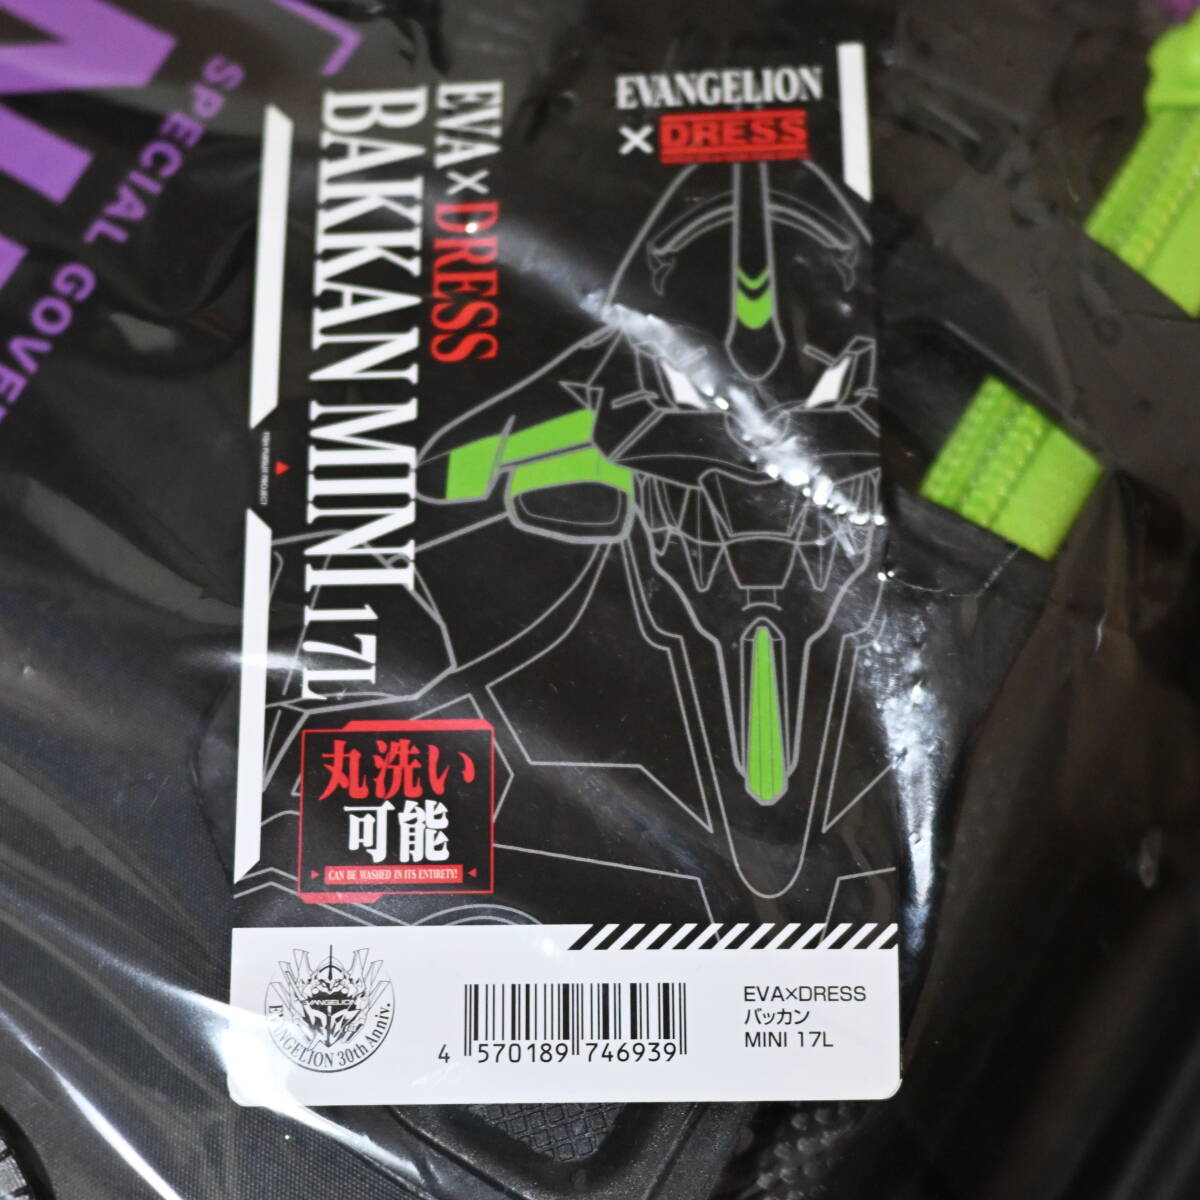 SPECIAL GOVE
EVANGELION
× DRESS
EVA×DRESS
BAKKAN MINI 17L
丸洗い
可能
CAN BE WASHED IN ITS ENTIRETY!
EVANGELION
EVANGELION 30th Anniv.
4 570189 746939
EVA×DRESS
バッカン
MINI 17L